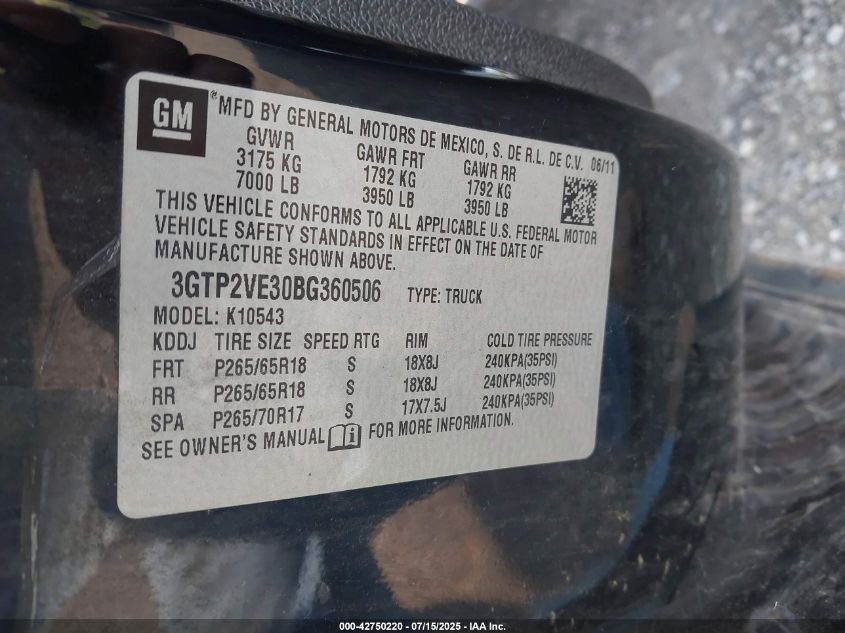 GM ®MFD BY GENERAL MOTORS DE MEXICO, S. DE R.L. DE C.V. 06/11
GVWR GAWR FRT GAWR RR
3175 KG 1792 KG 1792 KG
7000 LB 3950 LB 3950 LB
THIS VEHICLE CONFORMS TO ALL APPLICABLE U.S. FEDERAL MOTOR
VEHICLE SAFETY STANDARDS IN EFFECT ON THE DATE OF
MANUFACTURE SHOWN ABOVE.
3GTP2VE30BG360506 TYPE: TRUCK
MODEL: K10543
KDDJ TIRE SIZE SPEED RTG RIM COLD TIRE PRESSURE
FRT P265/65R18 S 18X8J 240KPA(35PSI)
RR P265/65R18 S 18X8J 240KPA(35PSI)
SPA P265/70R17 S 17X7.5J 240KPA(35PSI)
SEE OWNER'S MANUAL i FOR MORE INFORMATION.
000-42750220 - 07/15/2025 - IAA Inc.